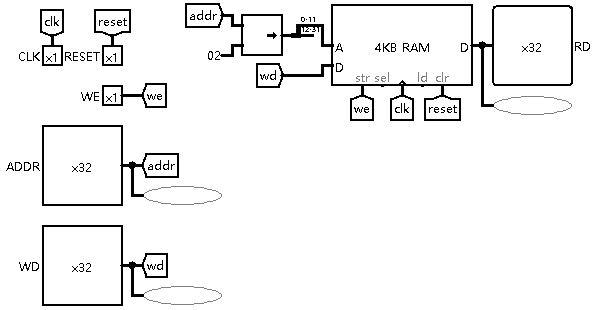 clk reset
CLK x1 RESET x1
WE x1 we
ADDR x32 addr
WD x32 wd
addr 0-11
12-31
02
wd
A 4KB RAM D
D
str sel ld clr
we clk reset
x32 RD